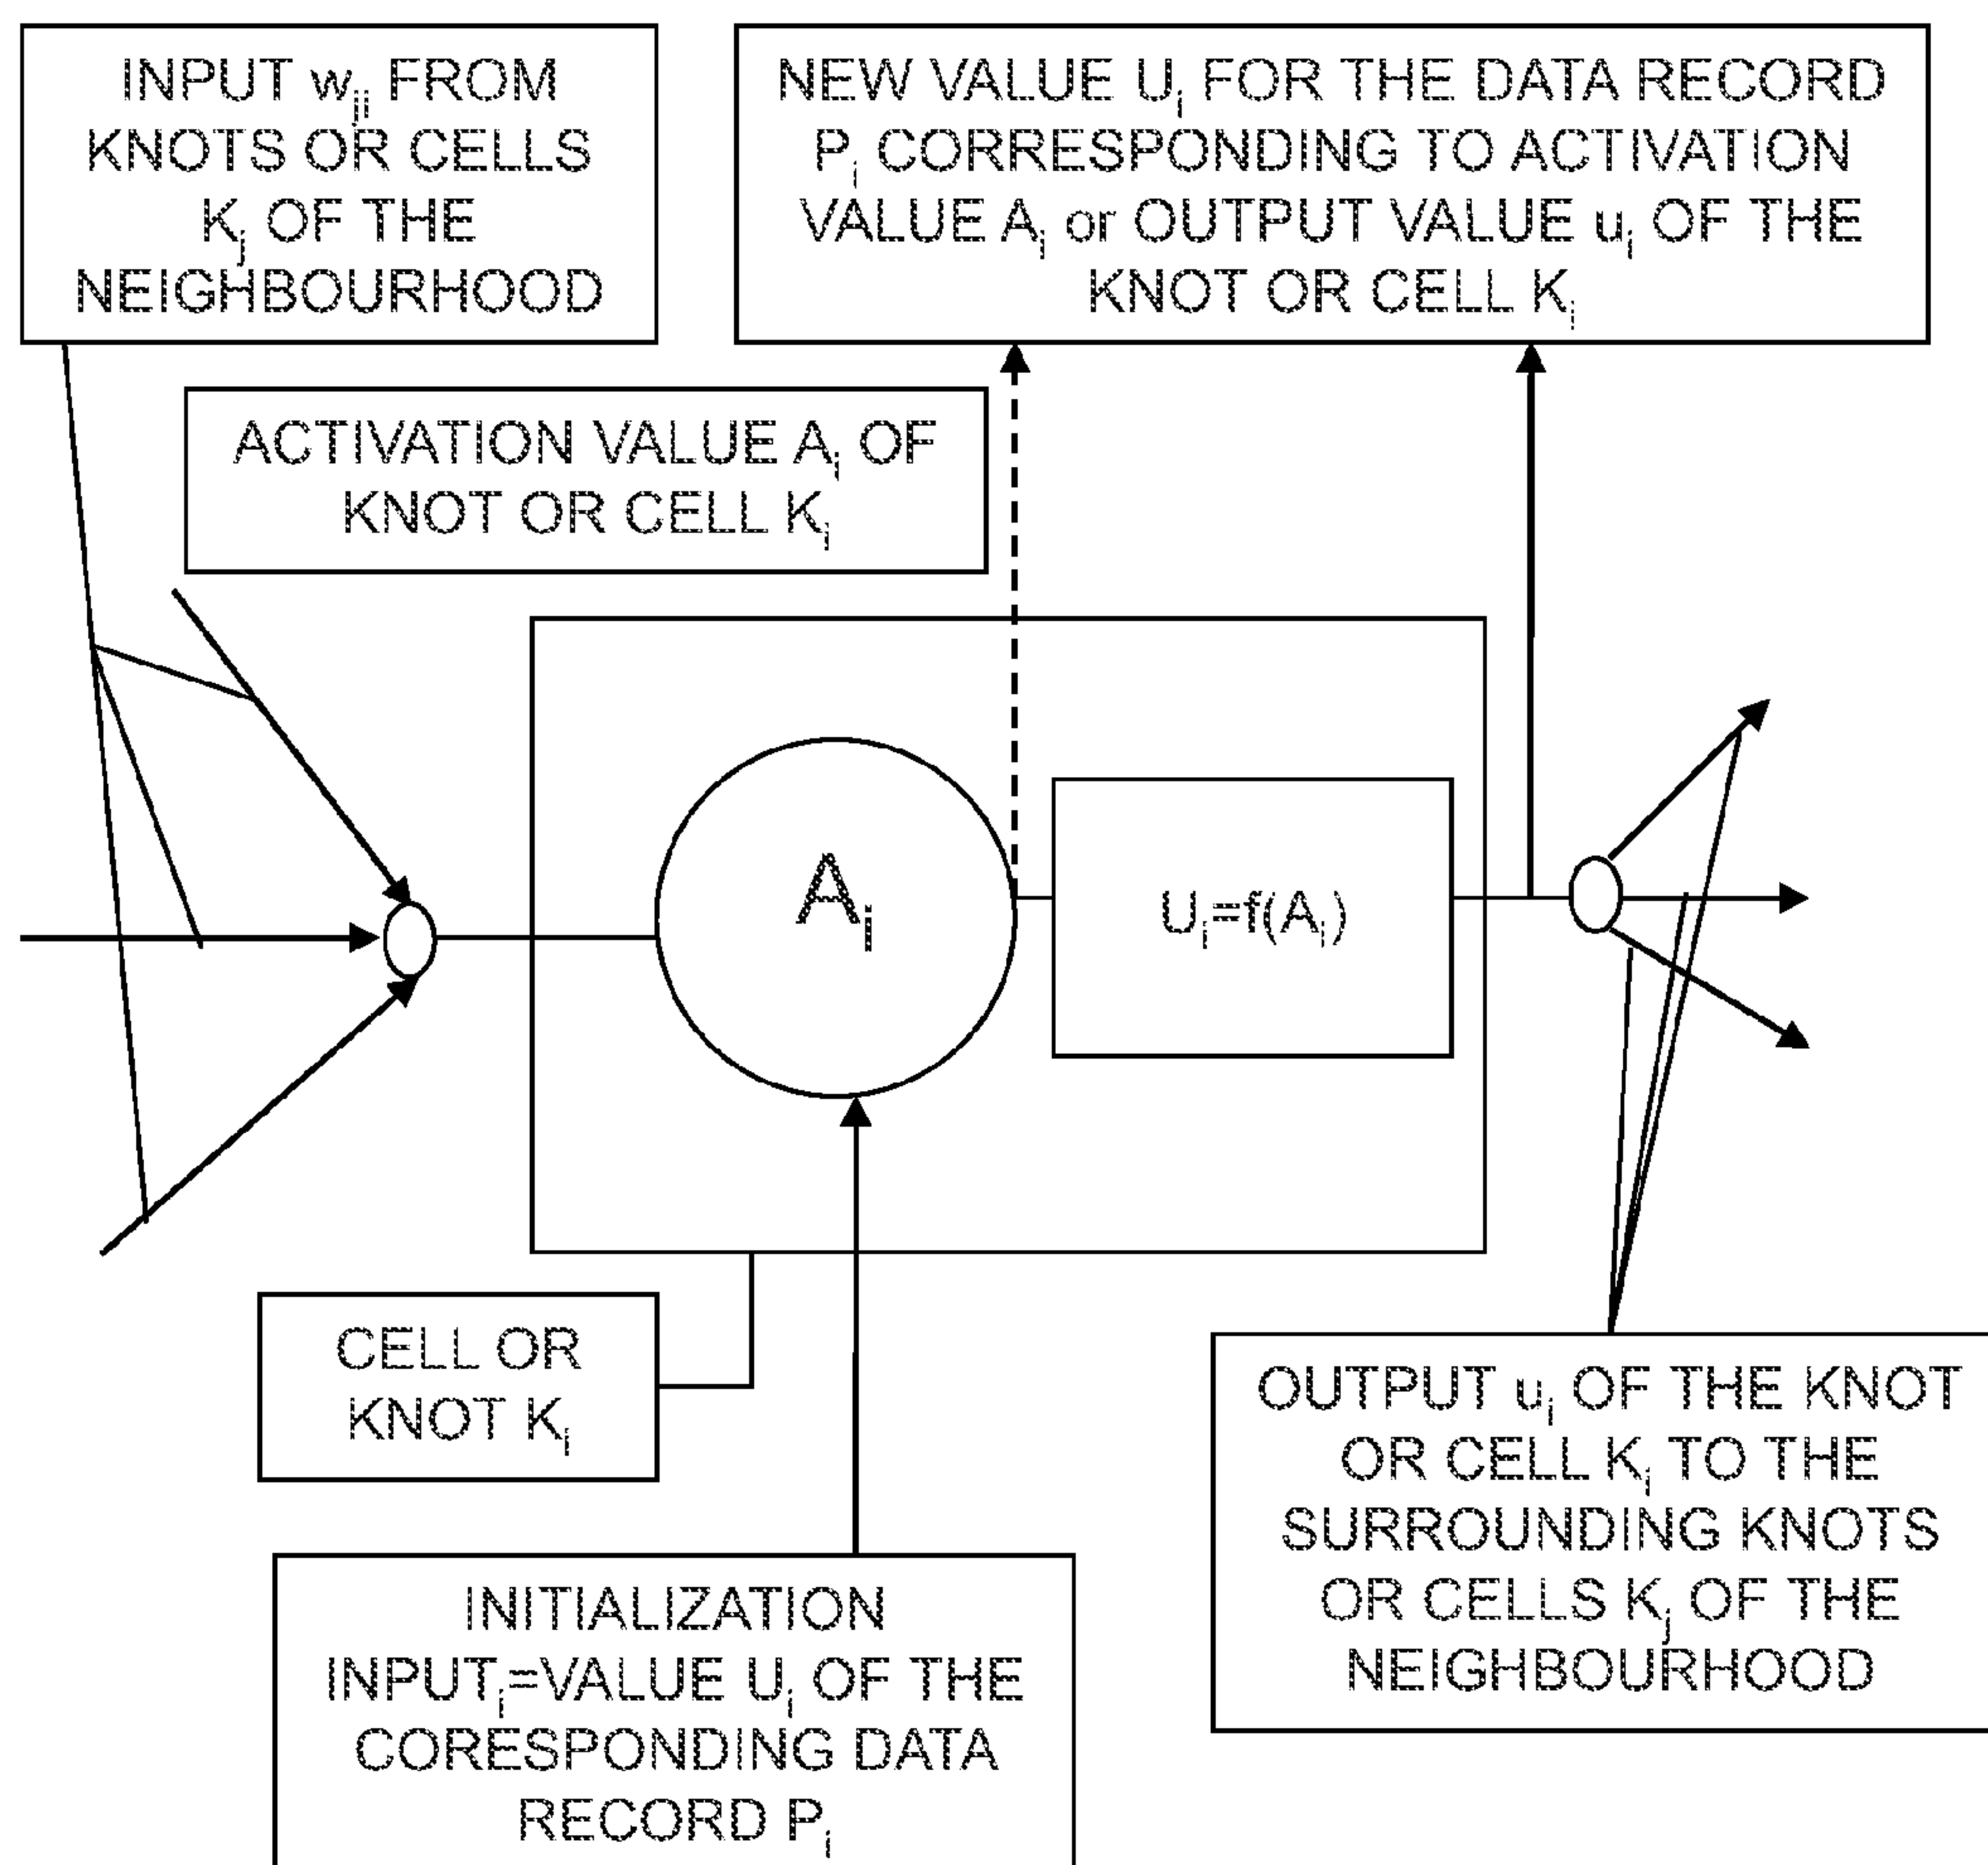 INPUT wji FROM
KNOTS OR CELLS
Kj OF THE
NEIGHBOURHOOD
NEW VALUE Ui FOR THE DATA RECORD
Pi CORRESPONDING TO ACTIVATION
VALUE Ai or OUTPUT VALUE ui OF THE
KNOT OR CELL Ki
ACTIVATION VALUE Ai OF
KNOT OR CELL Ki
Ai
Ui=f(Ai)
CELL OR
KNOT Ki
OUTPUT ui OF THE KNOT
OR CELL Ki TO THE
SURROUNDING KNOTS
OR CELLS Kj OF THE
NEIGHBOURHOOD
INITIALIZATION
INPUTi=VALUE Ui OF THE
CORESPONDING DATA
RECORD Pi